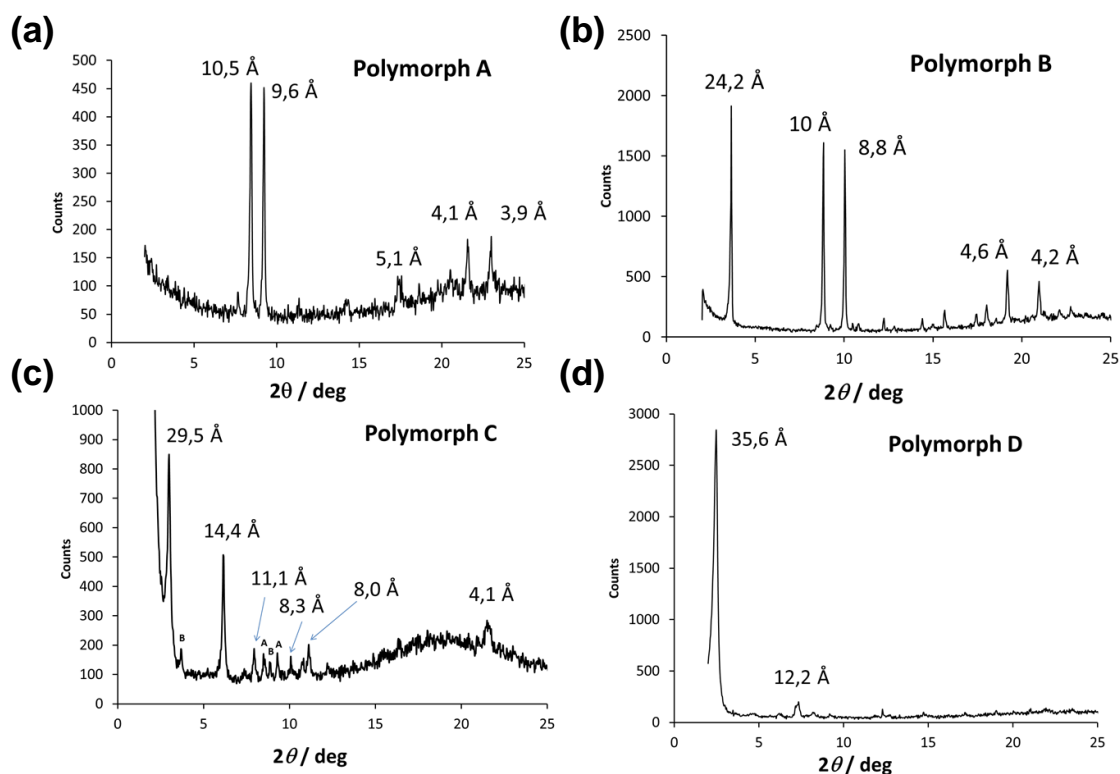 (a)
Polymorph A
10,5 Å
9,6 Å
5,1 Å
4,1 Å
3,9 Å
Counts
500
450
400
350
300
250
200
150
100
50
0
0 5 10 15 20 25
2θ / deg
(b)
Polymorph B
24,2 Å
10 Å
8,8 Å
4,6 Å
4,2 Å
Counts
2500
2000
1500
1000
500
0
0 5 10 15 20 25
2θ / deg
(c)
Polymorph C
29,5 Å
14,4 Å
11,1 Å
8,3 Å
8,0 Å
4,1 Å
B
A
B
A
Counts
1000
900
800
700
600
500
400
300
200
100
0
0 5 10 15 20 25
2θ / deg
(d)
Polymorph D
35,6 Å
12,2 Å
Counts
3000
2500
2000
1500
1000
500
0
0 5 10 15 20 25
2θ / deg